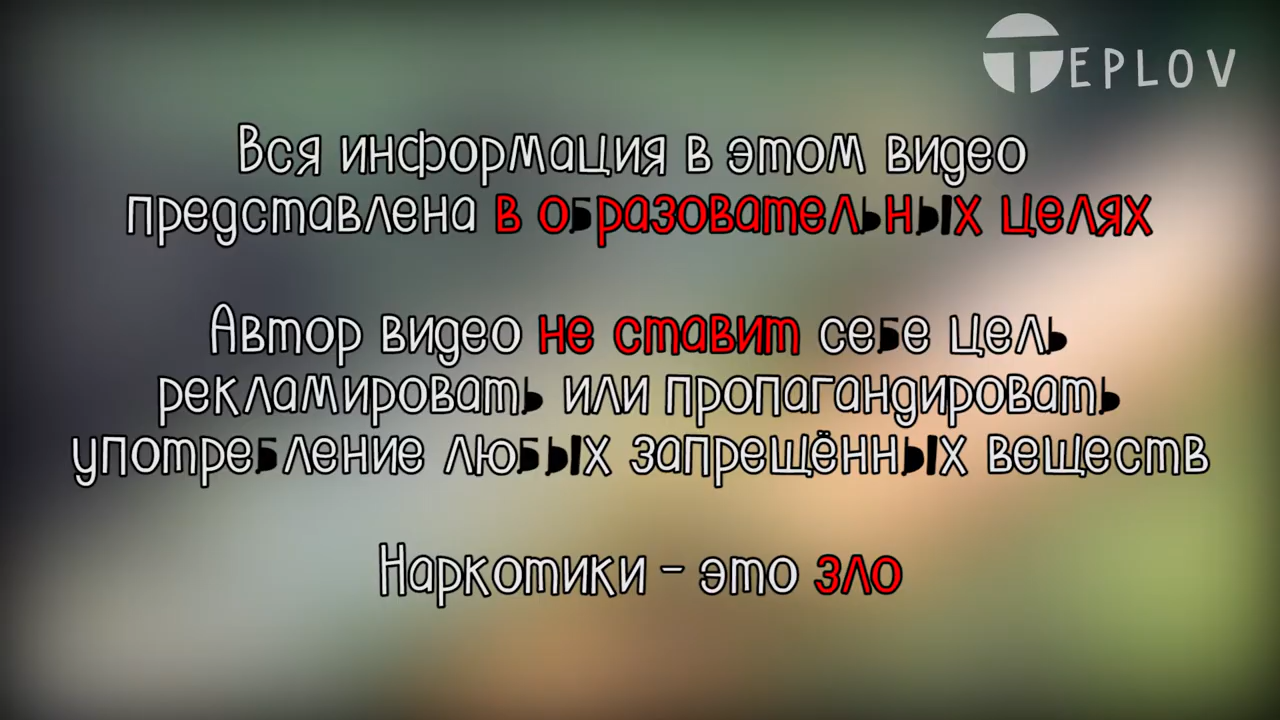 TEPLOV
Вся информация в этом видео
представлена в образовательных целях
Автор видео не ставит себе цель
рекламировать или пропагандировать
употребление любых запрещённых веществ
Наркотики - это зло